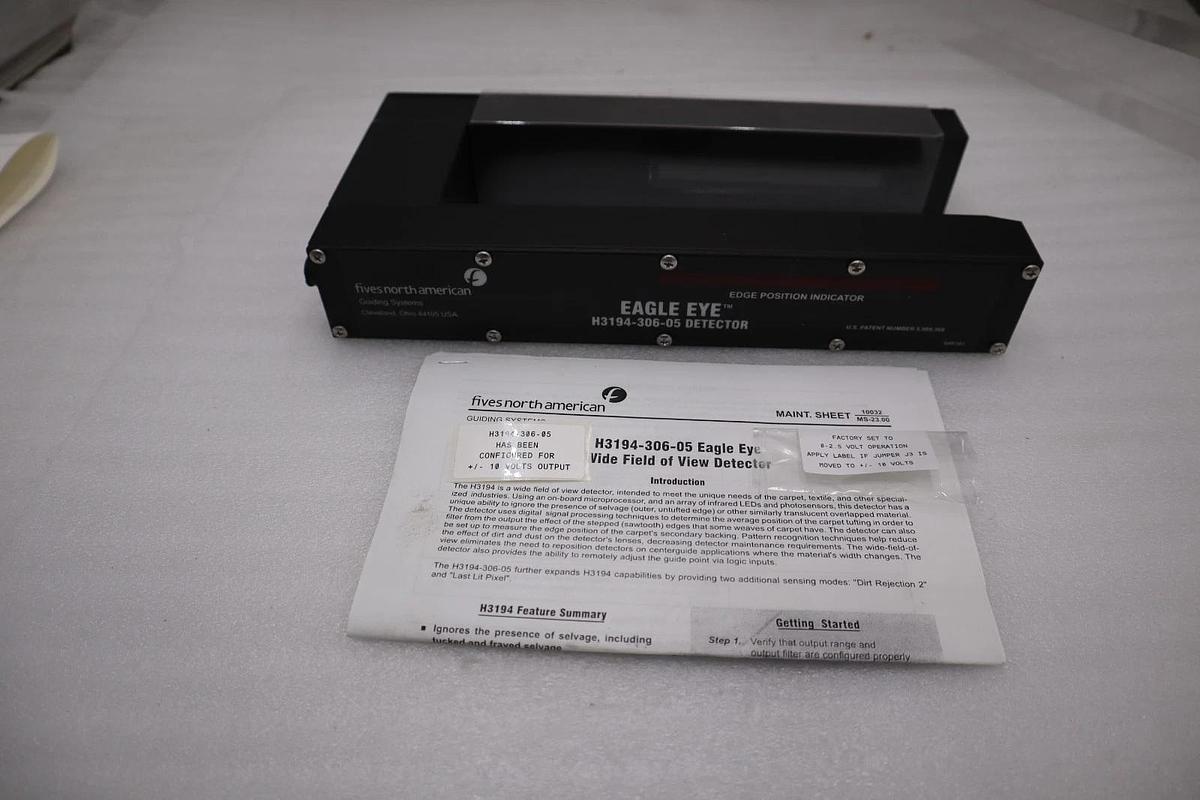 fivesnorthamerican
Guiding Systems
Cleveland, Ohio 44105 USA
EDGE POSITION INDICATOR
EAGLE EYE™
H3194-306-05 DETECTOR
U.S. PATENT NUMBER
fivesnorthamerican
GUIDING SYSTEMS
MAINT. SHEET 10032
MS-23.00
H3194-306-05
HAS BEEN
CONFIGURED FOR
+/- 10 VOLTS OUTPUT
H3194-306-05 Eagle Eye
Wide Field of View Detector
FACTORY SET TO
0-2.5 VOLT OPERATION
APPLY LABEL IF JUMPER J3 IS
MOVED TO +/- 10 VOLTS
Introduction
The H3194 is a wide field of view detector, intended to meet the unique needs of the carpet, textile, and other special-
ized industries. Using an on-board microprocessor, and an array of infrared LEDs and photosensors, this detector has a
unique ability to ignore the presence of selvage (outer, untufted edge) or other similarly translucent overlapped material.
The detector uses digital signal processing techniques to determine the average position of the carpet tufting in order to
filter from the output the effect of the stepped (sawtooth) edges that some weaves of carpet have. The detector can also
be set up to measure the edge position of the carpet's secondary backing. Pattern recognition techniques help reduce
the effect of dirt and dust on the detector's lenses, decreasing detector maintenance requirements. The wide-field-of-
view eliminates the need to reposition detectors on centerguide applications where the material's width changes. The
detector also provides the ability to remotely adjust the guide point via logic inputs.
The H3194-306-05 further expands H3194 capabilities by providing two additional sensing modes: "Dirt Rejection 2"
and "Last Lit Pixel".
H3194 Feature Summary
▪ Ignores the presence of selvage, including
tucked and frayed selvage
Getting Started
Step 1. Verify that output range and
output filter are configured properly